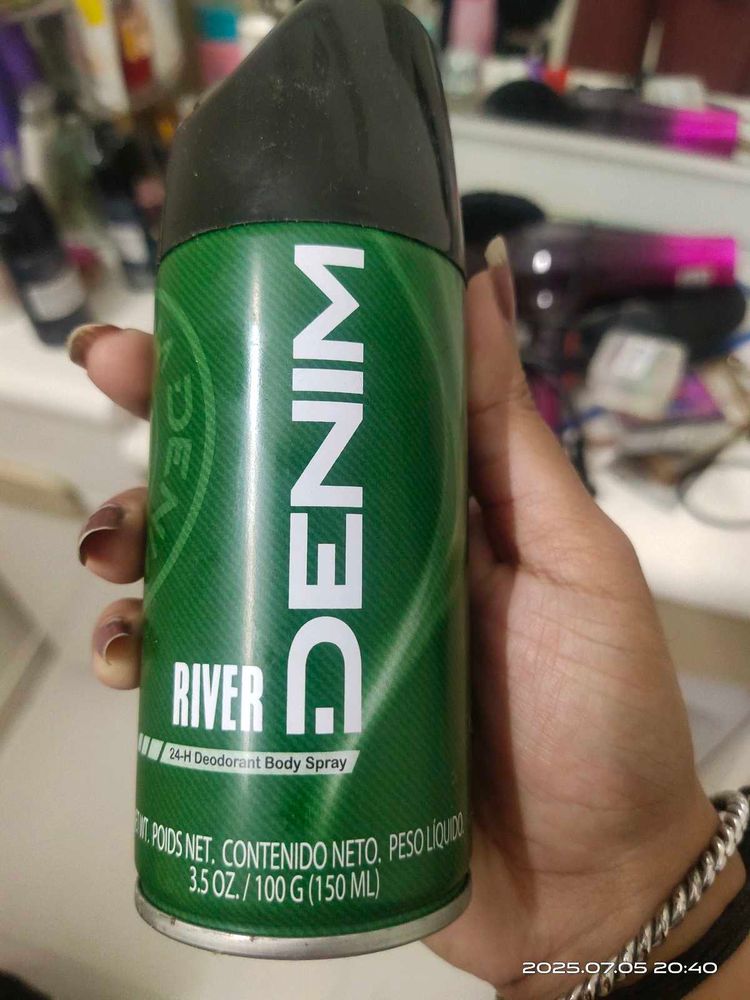 DENIM
RIVER
24-H Deodorant Body Spray
WT. POIDS NET. CONTENIDO NETO. PESO LÍQUIDO.
3.5 OZ. / 100 G (150 ML)
2025.07.05 20:40